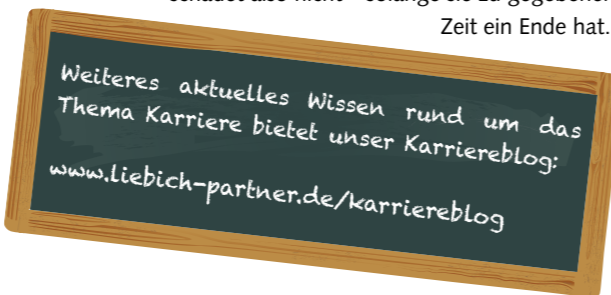 Zeit ein Ende hat.
Weiteres aktuelles Wissen rund um das
Thema Karriere bietet unser Karriereblog:
www.liebich-partner.de/karriereblog